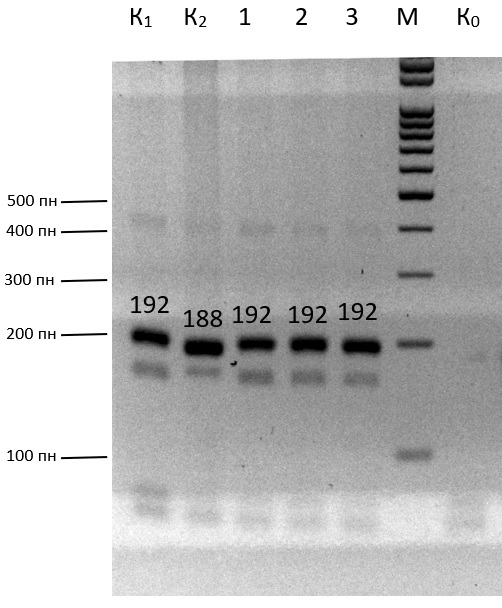 К₁ К₂ 1 2 3 М К₀
500 пн
400 пн
300 пн
192 188 192 192 192
200 пн
100 пн